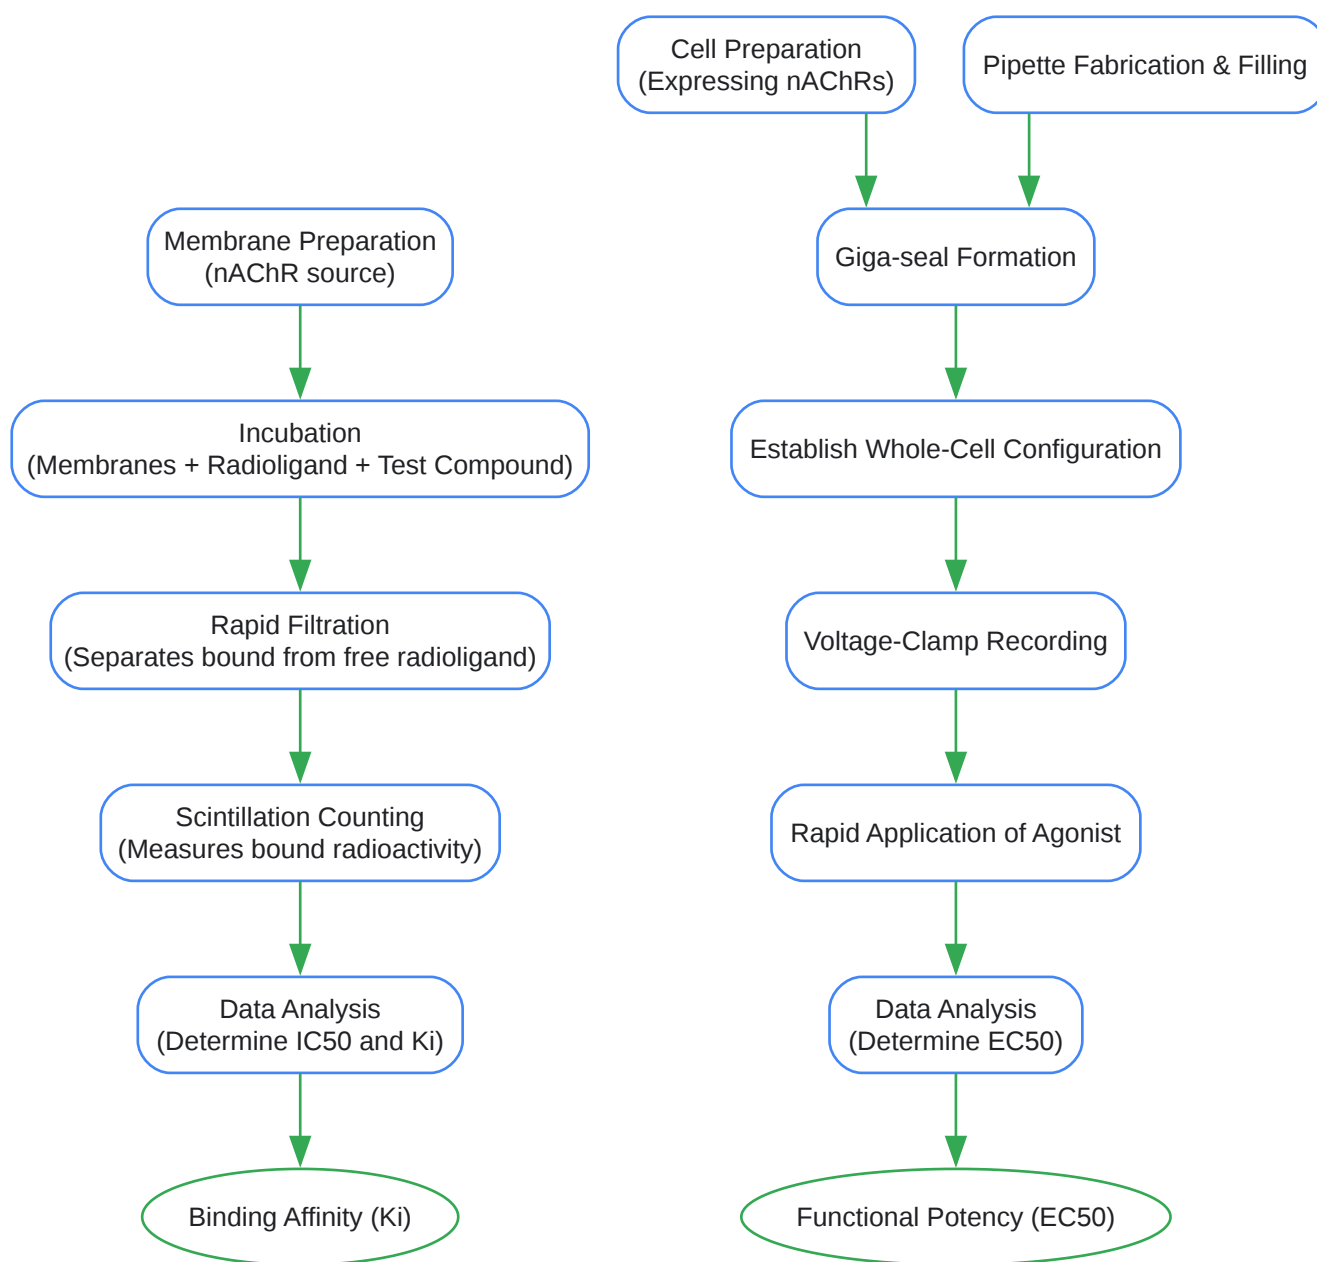 Cell Preparation
(Expressing nAChRs)
Pipette Fabrication & Filling
Membrane Preparation
(nAChR source)
Giga-seal Formation
Incubation
(Membranes + Radioligand + Test Compound)
Establish Whole-Cell Configuration
Rapid Filtration
(Separates bound from free radioligand)
Voltage-Clamp Recording
Scintillation Counting
(Measures bound radioactivity)
Rapid Application of Agonist
Data Analysis
(Determine IC50 and Ki)
Data Analysis
(Determine EC50)
Binding Affinity (Ki)
Functional Potency (EC50)